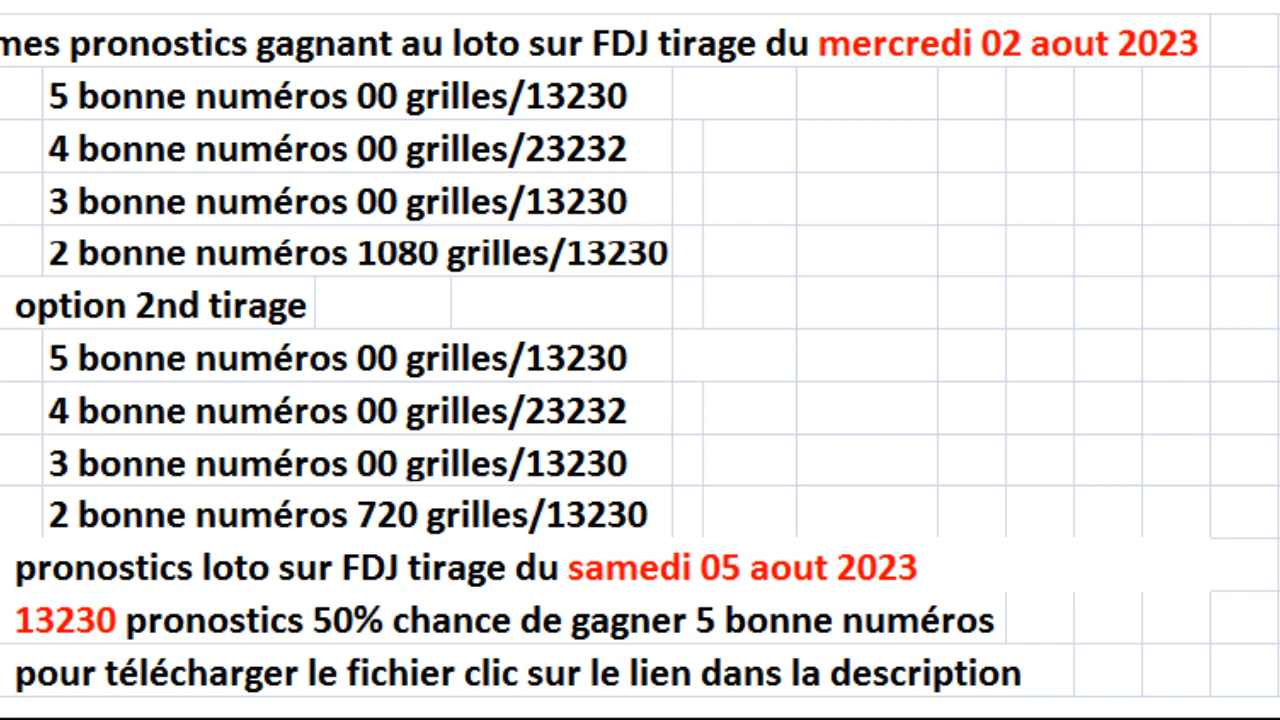 mes pronostics gagnant au loto sur FDJ tirage du mercredi 02 aout 2023
5 bonne numéros 00 grilles/13230
4 bonne numéros 00 grilles/23232
3 bonne numéros 00 grilles/13230
2 bonne numéros 1080 grilles/13230
option 2nd tirage
5 bonne numéros 00 grilles/13230
4 bonne numéros 00 grilles/23232
3 bonne numéros 00 grilles/13230
2 bonne numéros 720 grilles/13230
pronostics loto sur FDJ tirage du samedi 05 aout 2023
13230 pronostics 50% chance de gagner 5 bonne numéros
pour télécharger le fichier clic sur le lien dans la description